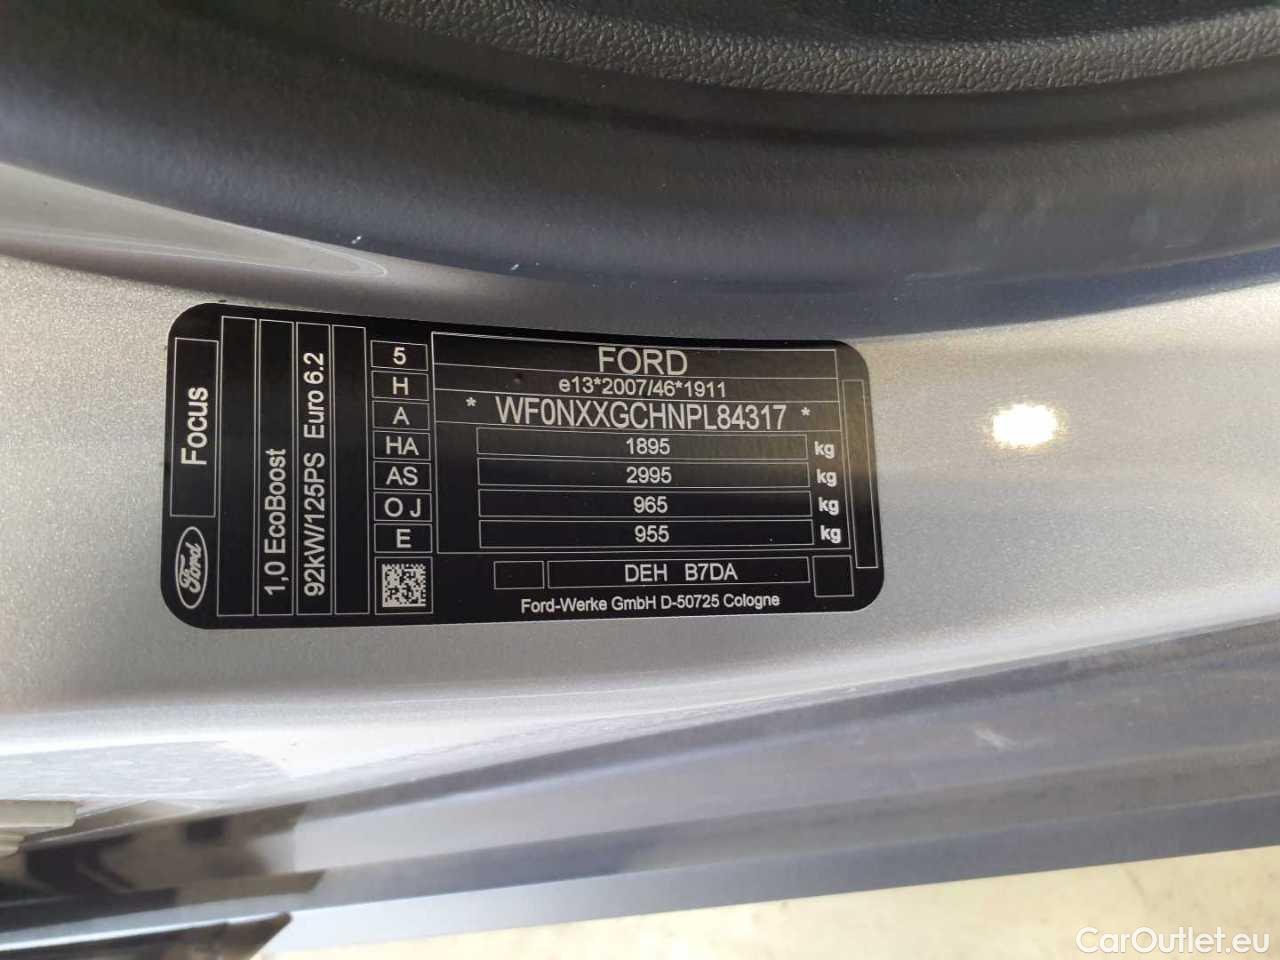 Ford
Focus
1,0 EcoBoost
92kW/125PS Euro 6.2
5
H
A
HA
AS
O J
E
FORD
e13*2007/46*1911
* WF0NXXGCHNPL84317 *
1895 kg
2995 kg
965 kg
955 kg
DEH B7DA
Ford-Werke GmbH D-50725 Cologne
CarOutlet.eu